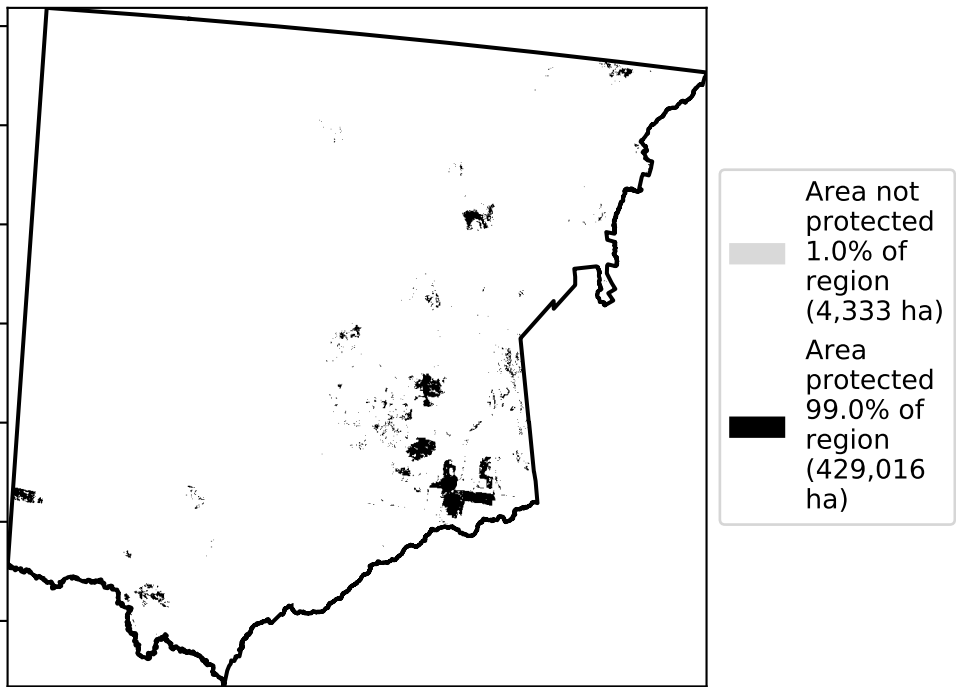 Area not
protected
1.0% of
region
(4,333 ha)
Area
protected
99.0% of
region
(429,016
ha)